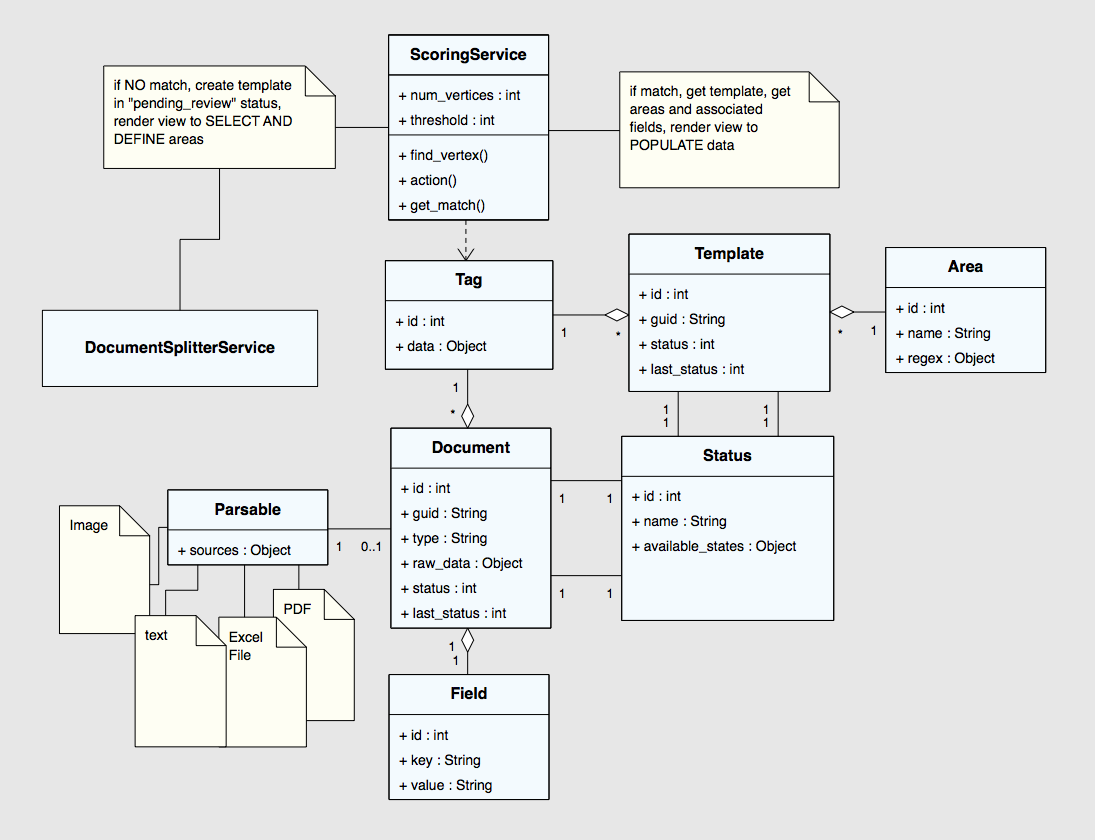 ScoringService
+ num_vertices : int
+ threshold : int
+ find_vertex()
+ action()
+ get_match()
if NO match, create template
in "pending_review" status,
render view to SELECT AND
DEFINE areas
if match, get template, get
areas and associated
fields, render view to
POPULATE data
DocumentSplitterService
Tag
+ id : int
+ data : Object
1
*
Template
+ id : int
+ guid : String
+ status : int
+ last_status : int
*
1
Area
+ id : int
+ name : String
+ regex : Object
1
*
1
1
1
1
Document
+ id : int
+ guid : String
+ type : String
+ raw_data : Object
+ status : int
+ last_status : int
1
1
1
1
Status
+ id : int
+ name : String
+ available_states : Object
Parsable
+ sources : Object
1
0..1
Image
text
Excel
File
PDF
1
1
Field
+ id : int
+ key : String
+ value : String